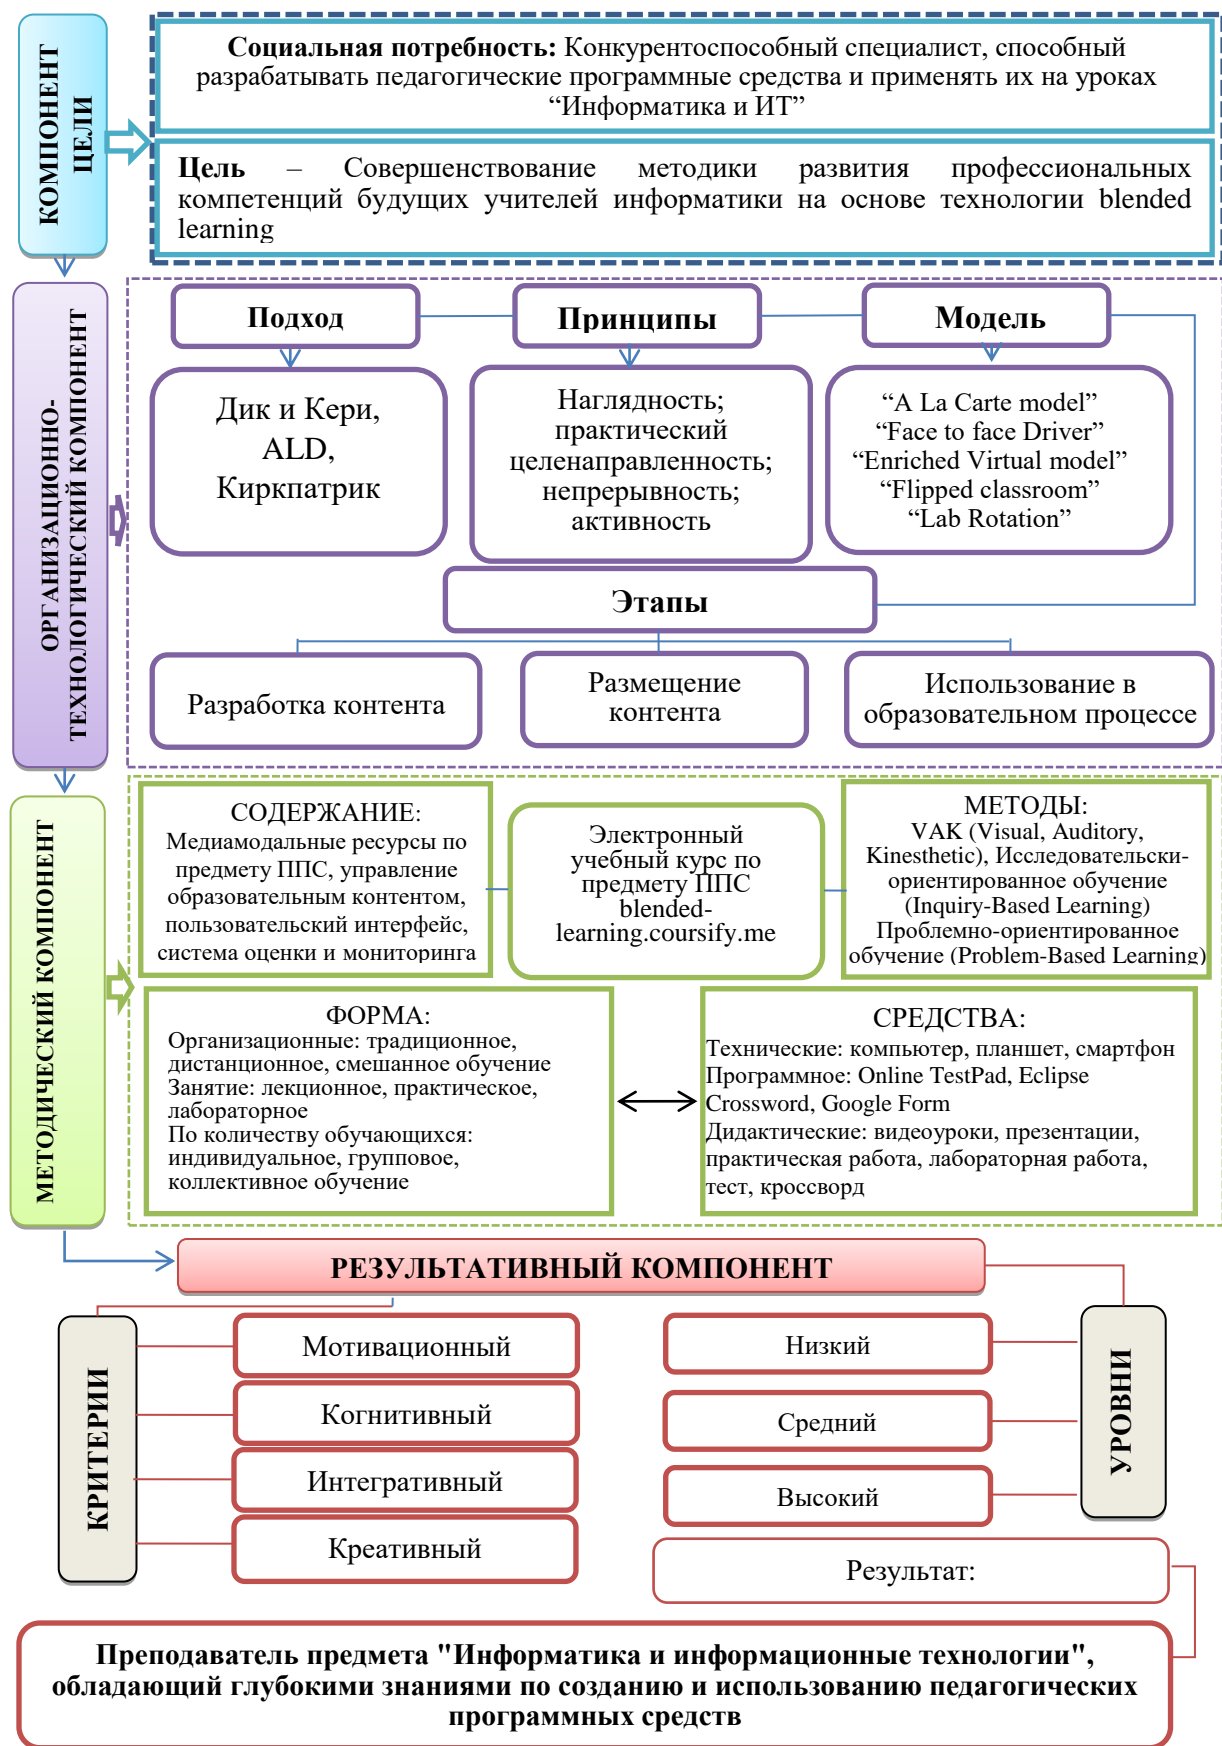 КОМПОНЕНТ
ЦЕЛИ
Социальная потребность: Конкурентоспособный специалист, способный
разрабатывать педагогические программные средства и применять их на уроках
“Информатика и ИТ”
Цель – Совершенствование методики развития профессиональных
компетенций будущих учителей информатики на основе технологии blended
learning
ОРГАНИЗАЦИОННО-
ТЕХНОЛОГИЧЕСКИЙ КОМПОНЕНТ
Подход
Принципы
Модель
Дик и Кери,
ALD,
Киркпатрик
Наглядность;
практический
целенаправленность;
непрерывность;
активность
“A La Carte model”
“Face to face Driver”
“Enriched Virtual model”
“Flipped classroom”
“Lab Rotation”
Этапы
Разработка контента
Размещение
контента
Использование в
образовательном процессе
МЕТОДИЧЕСКИЙ КОМПОНЕНТ
СОДЕРЖАНИЕ:
Медиамодальные ресурсы по
предмету ППС, управление
образовательным контентом,
пользовательский интерфейс,
система оценки и мониторинга
Электронный
учебный курс по
предмету ППС
blended-
learning.coursify.me
МЕТОДЫ:
VAK (Visual, Auditory,
Kinesthetic), Исследовательски-
ориентированное обучение
(Inquiry-Based Learning)
Проблемно-ориентированное
обучение (Problem-Based Learning)
ФОРМА:
Организационные: традиционное,
дистанционное, смешанное обучение
Занятие: лекционное, практическое,
лабораторное
По количеству обучающихся:
индивидуальное, групповое,
коллективное обучение
СРЕДСТВА:
Технические: компьютер, планшет, смартфон
Программное: Online TestPad, Eclipse
Crossword, Google Form
Дидактические: видеоуроки, презентации,
практическая работа, лабораторная работа,
тест, кроссворд
РЕЗУЛЬТАТИВНЫЙ КОМПОНЕНТ
КРИТЕРИИ
Мотивационный
Когнитивный
Интегративный
Креативный
Низкий
Средний
Высокий
УРОВНИ
Результат:
Преподаватель предмета "Информатика и информационные технологии",
обладающий глубокими знаниями по созданию и использованию педагогических
программных средств